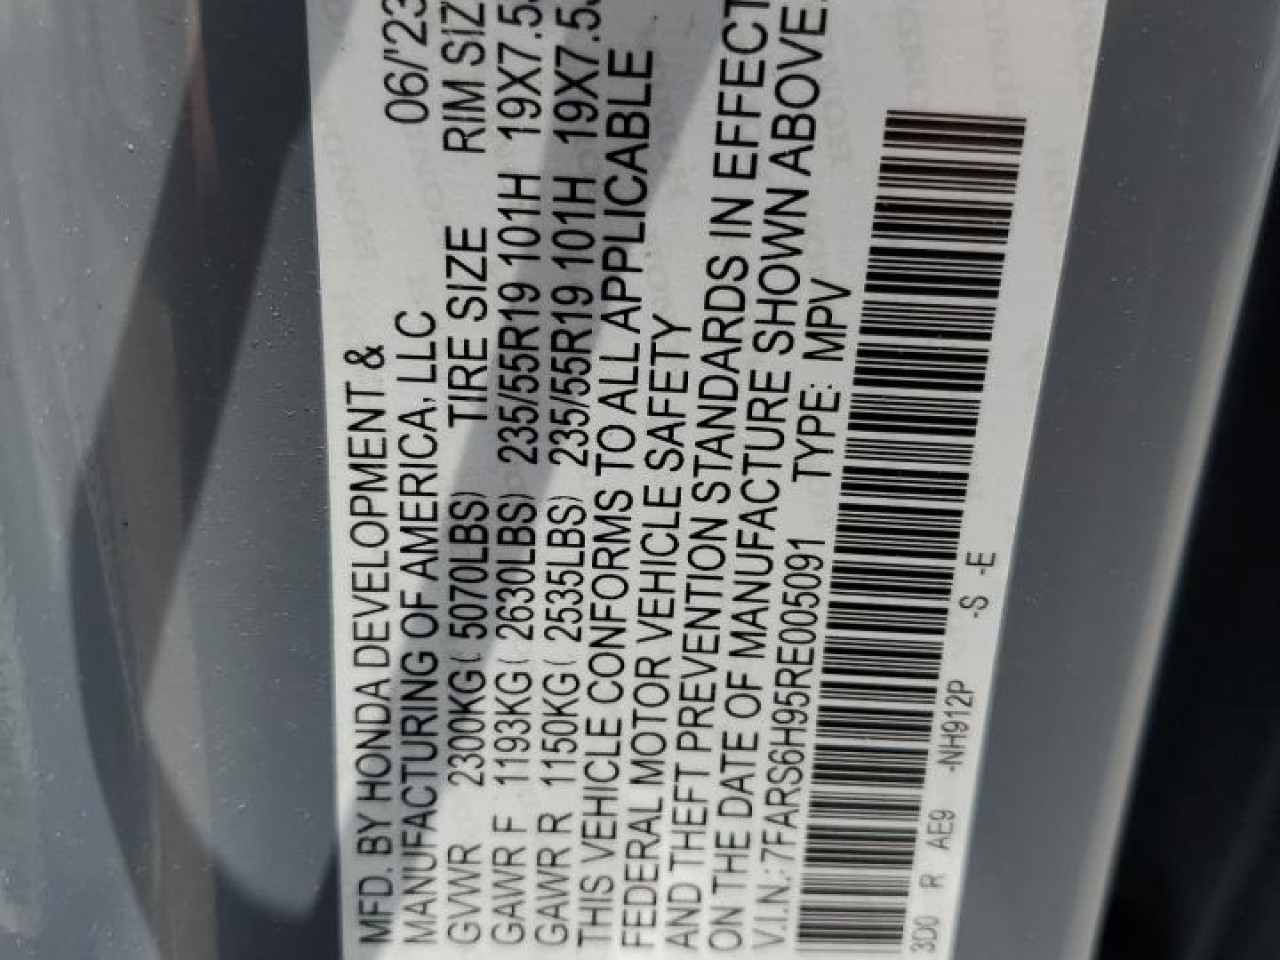 MFD. BY HONDA DEVELOPMENT &
MANUFACTURING OF AMERICA, LLC 06/'23
GVWR 2300KG( 5070LBS) TIRE SIZE RIM SIZ
GAWR F 1193KG( 2630LBS) 235/55R19 101H 19X7.5
GAWR R 1150KG( 2535LBS) 235/55R19 101H 19X7.5
THIS VEHICLE CONFORMS TO ALL APPLICABLE
FEDERAL MOTOR VEHICLE SAFETY
AND THEFT PREVENTION STANDARDS IN EFFECT
ON THE DATE OF MANUFACTURE SHOWN ABOVE.
V.I.N.:7FARS6H95RE005091 TYPE: MPV
3D0 R AE9 -NH912P -S -E